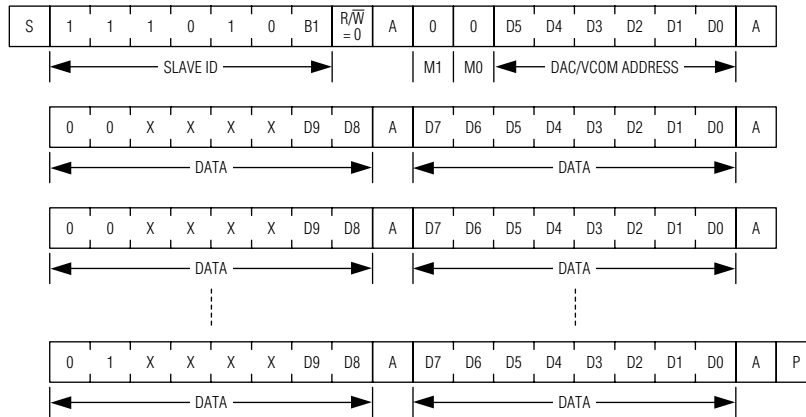 S 1 1 1 0 1 0 B1 R/W̅ = 0 A 0 0 D5 D4 D3 D2 D1 D0 A
SLAVE ID M1 M0 DAC/VCOM ADDRESS
0 0 X X X X D9 D8 A D7 D6 D5 D4 D3 D2 D1 D0 A
DATA DATA
0 0 X X X X D9 D8 A D7 D6 D5 D4 D3 D2 D1 D0 A
DATA DATA
0 1 X X X X D9 D8 A D7 D6 D5 D4 D3 D2 D1 D0 A P
DATA DATA